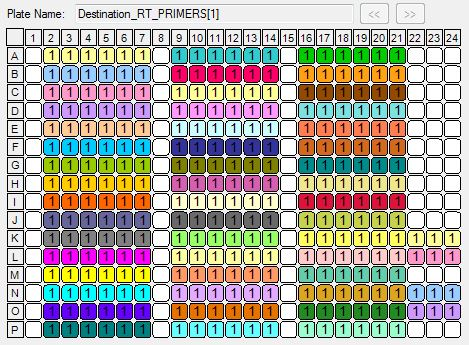 Plate Name: Destination_RT_PRIMERS[1] << >>
1 2 3 4 5 6 7 8 9 10 11 12 13 14 15 16 17 18 19 20 21 22 23 24
A 1 1 1 1 1 1 1 1 1 1 1 1 1 1 1 1 1 1
B 1 1 1 1 1 1 1 1 1 1 1 1 1 1 1 1 1 1
C 1 1 1 1 1 1 1 1 1 1 1 1 1 1 1 1 1 1
D 1 1 1 1 1 1 1 1 1 1 1 1 1 1 1 1 1 1
E 1 1 1 1 1 1 1 1 1 1 1 1 1 1 1 1 1 1
F 1 1 1 1 1 1 1 1 1 1 1 1 1 1 1 1 1 1
G 1 1 1 1 1 1 1 1 1 1 1 1 1 1 1 1 1 1
H 1 1 1 1 1 1 1 1 1 1 1 1 1 1 1 1 1 1
I 1 1 1 1 1 1 1 1 1 1 1 1 1 1 1 1 1 1
J 1 1 1 1 1 1 1 1 1 1 1 1 1 1 1 1 1 1
K 1 1 1 1 1 1 1 1 1 1 1 1 1 1 1 1 1 1 1 1 1
L 1 1 1 1 1 1 1 1 1 1 1 1 1 1 1 1 1 1 1 1 1
M 1 1 1 1 1 1 1 1 1 1 1 1 1 1 1 1 1 1
N 1 1 1 1 1 1 1 1 1 1 1 1 1 1 1 1 1 1 1 1 1
O 1 1 1 1 1 1 1 1 1 1 1 1 1 1 1 1 1 1 1 1 1
P 1 1 1 1 1 1 1 1 1 1 1 1 1 1 1 1 1 1